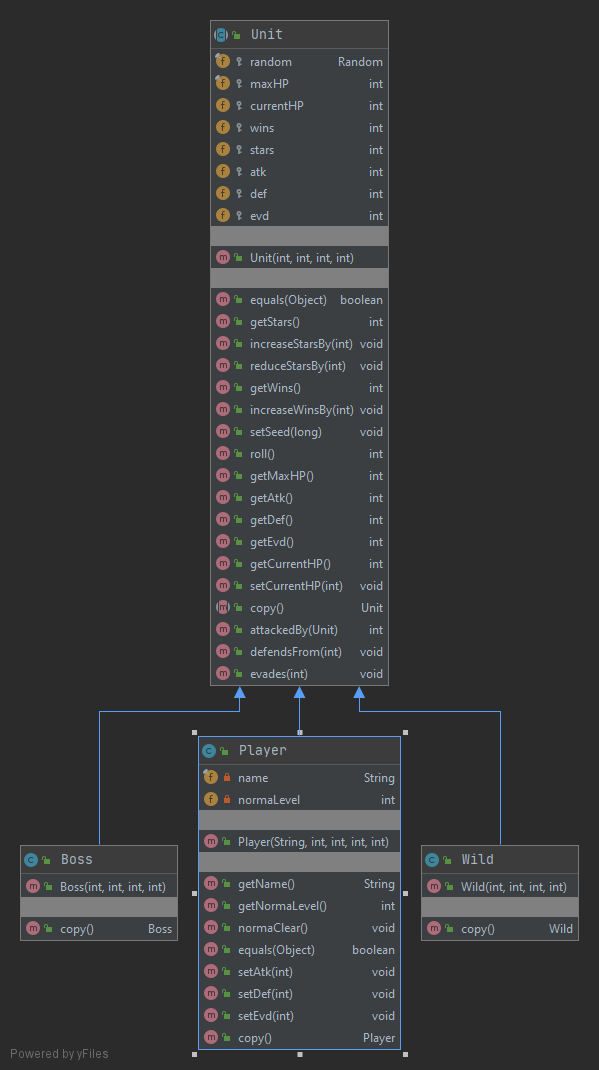 Unit
random Random
maxHP int
currentHP int
wins int
stars int
atk int
def int
evd int
Unit(int, int, int, int)
equals(Object) boolean
getStars() int
increaseStarsBy(int) void
reduceStarsBy(int) void
getWins() int
increaseWinsBy(int) void
setSeed(long) void
roll() int
getMaxHP() int
getAtk() int
getDef() int
getEvd() int
getCurrentHP() int
setCurrentHP(int) void
copy() Unit
attackedBy(Unit) int
defendsFrom(int) void
evades(int) void
Player
name String
normaLevel int
Player(String, int, int, int, int)
getName() String
getNormaLevel() int
normaClear() void
equals(Object) boolean
setAtk(int) void
setDef(int) void
setEvd(int) void
copy() Player
Boss
Boss(int, int, int, int)
copy() Boss
Wild
Wild(int, int, int, int)
copy() Wild
Powered by yFiles